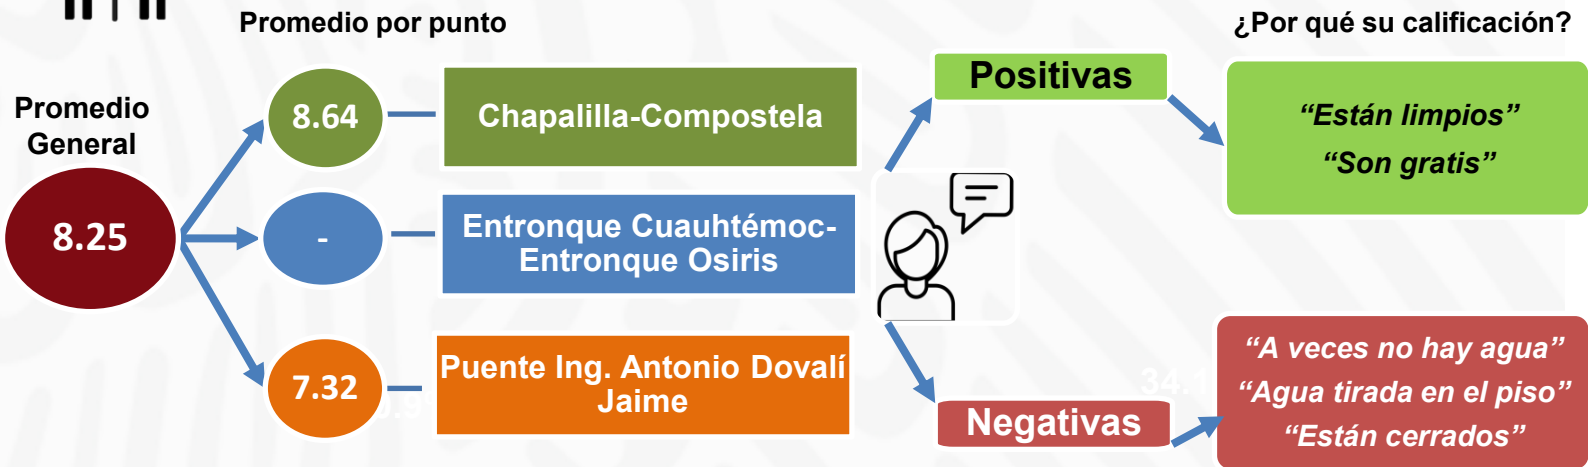 Promedio por punto
¿Por qué su calificación?
Promedio
General
8.25
8.64
Chapalilla-Compostela
-
Entronque Cuauhtémoc-
Entronque Osiris
7.32
Puente Ing. Antonio Dovalí
Jaime
Positivas
“Están limpios”
“Son gratis”
Negativas
“A veces no hay agua”
“Agua tirada en el piso”
“Están cerrados”